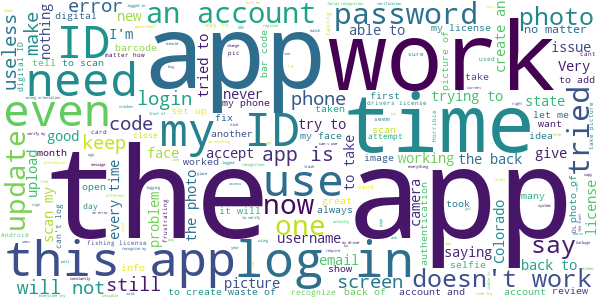 an account
password
photo
error
ID
app
work
need
even
my ID
time
the app
use
now
one
this app
log in
say
doesn't work
will not
still
update
keep
login
code
tried
useless
nothing
make
digital
new
I'm
barcode
tell to scan
able to
no matter
issue
create an
very
to add
my license
picture of
bar code
tried to
never
my phone
phone
trying to
state
let me
want
idea
set up
fix
another
try to
my face
accept
app is
to take
taken
first
drivers license
seem
scan
attempt
image
working
the back
give
good
month
face
close
worked
open
day
upload
scan my
can't log
Android
every time
problem
the photo
it will
great
always
username
email
show
info
picture
screen
camera
authentication
saying
selfie
took
Colorado
many
back to
license
photo of
review
account and
account
recognize
back of
to create
waste of
fishing license
frustrating